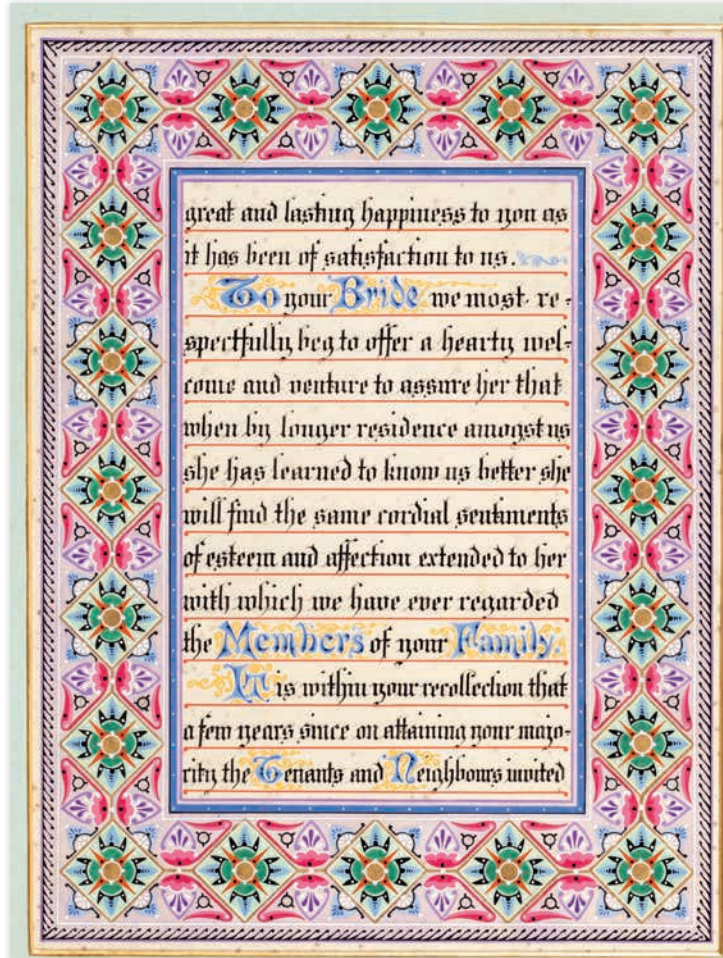 great and lasting happiness to you as
it has been of satisfaction to us.
To your Bride we most re-
spectfully beg to offer a hearty wel-
come and venture to assure her that
when by longer residence amogst us
she has learned to know us better she
will find the same cordial sentiments
of esteem and affection extended to her
with which we have ever regarded
the Members of your Family.
It is within your recollection that
a few years since on attaining your majo-
rity the Tenants and Neighbours invited